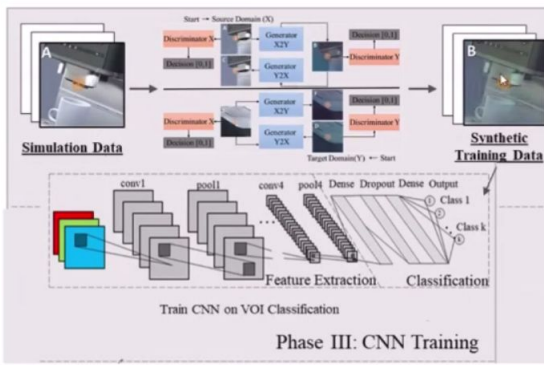 Start → Source Domain (X)
A
Discriminator X
Decision [0,1]
Generator
X2Y
Generator
Y2X
Decision [0,1]
Discriminator Y
B
Discriminator X
Decision [0,1]
Generator
X2Y
Generator
Y2X
Decision [0,1]
Discriminator Y
Target Domain(Y) ← Start
Simulation Data
Synthetic
Training Data
conv1
pool1
conv4
pool4
Dense
Dropout
Dense
Output
1
Class 1
2
Class k
k
Feature Extraction
Classification
Train CNN on VOI Classification
Phase III: CNN Training